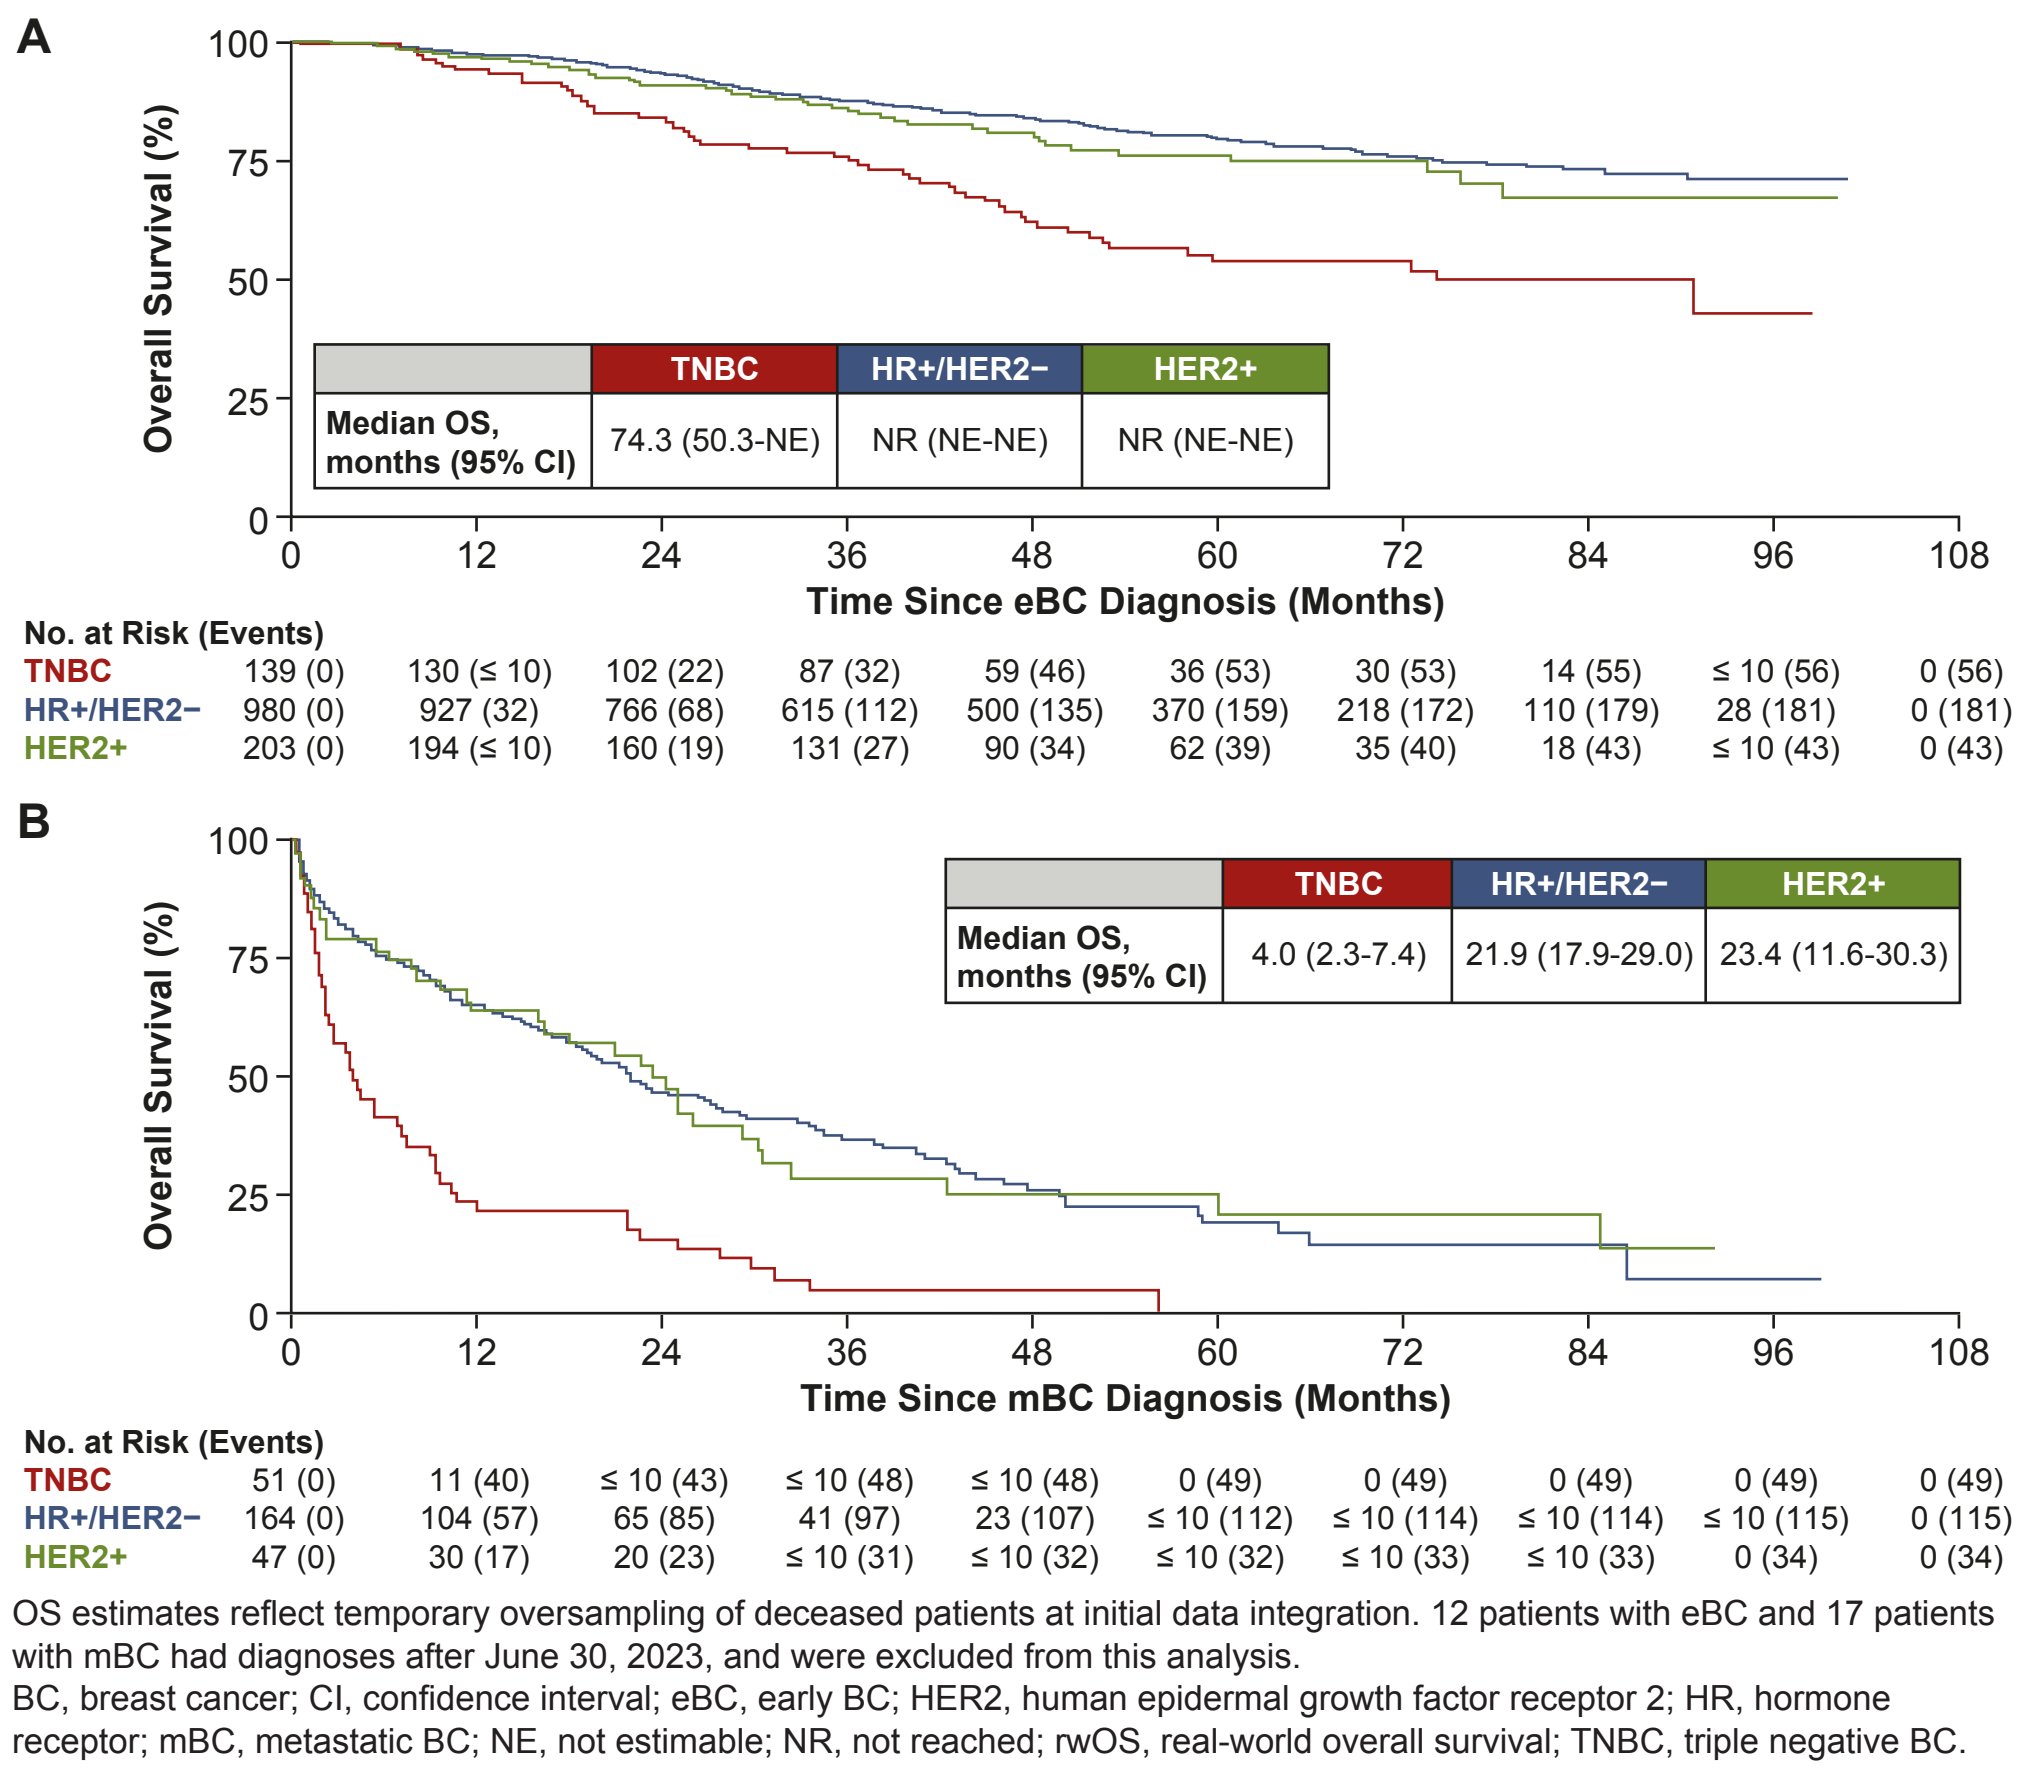 A
100
75
50
25
0
Overall Survival (%)
TNBC HR+/HER2− HER2+
Median OS,
months (95% CI) 74.3 (50.3-NE) NR (NE-NE) NR (NE-NE)
0 12 24 36 48 60 72 84 96 108
Time Since eBC Diagnosis (Months)
No. at Risk (Events)
TNBC 139 (0) 130 (≤ 10) 102 (22) 87 (32) 59 (46) 36 (53) 30 (53) 14 (55) ≤ 10 (56) 0 (56)
HR+/HER2− 980 (0) 927 (32) 766 (68) 615 (112) 500 (135) 370 (159) 218 (172) 110 (179) 28 (181) 0 (181)
HER2+ 203 (0) 194 (≤ 10) 160 (19) 131 (27) 90 (34) 62 (39) 35 (40) 18 (43) ≤ 10 (43) 0 (43)
B
100
75
50
25
0
Overall Survival (%)
TNBC HR+/HER2− HER2+
Median OS,
months (95% CI) 4.0 (2.3-7.4) 21.9 (17.9-29.0) 23.4 (11.6-30.3)
0 12 24 36 48 60 72 84 96 108
Time Since mBC Diagnosis (Months)
No. at Risk (Events)
TNBC 51 (0) 11 (40) ≤ 10 (43) ≤ 10 (48) ≤ 10 (48) 0 (49) 0 (49) 0 (49) 0 (49) 0 (49)
HR+/HER2− 164 (0) 104 (57) 65 (85) 41 (97) 23 (107) ≤ 10 (112) ≤ 10 (114) ≤ 10 (114) ≤ 10 (115) 0 (115)
HER2+ 47 (0) 30 (17) 20 (23) ≤ 10 (31) ≤ 10 (32) ≤ 10 (32) ≤ 10 (33) ≤ 10 (33) 0 (34) 0 (34)
OS estimates reflect temporary oversampling of deceased patients at initial data integration. 12 patients with eBC and 17 patients
with mBC had diagnoses after June 30, 2023, and were excluded from this analysis.
BC, breast cancer; CI, confidence interval; eBC, early BC; HER2, human epidermal growth factor receptor 2; HR, hormone
receptor; mBC, metastatic BC; NE, not estimable; NR, not reached; rwOS, real-world overall survival; TNBC, triple negative BC.